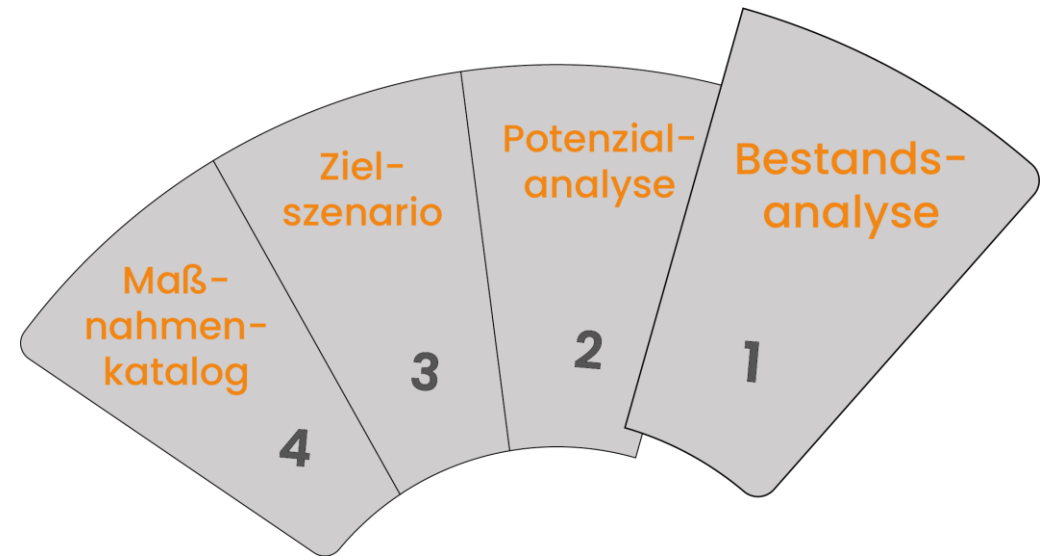 Maß-
nahmen-
katalog
4
Ziel-
szenario
3
Potenzial-
analyse
2
Bestands-
analyse
1